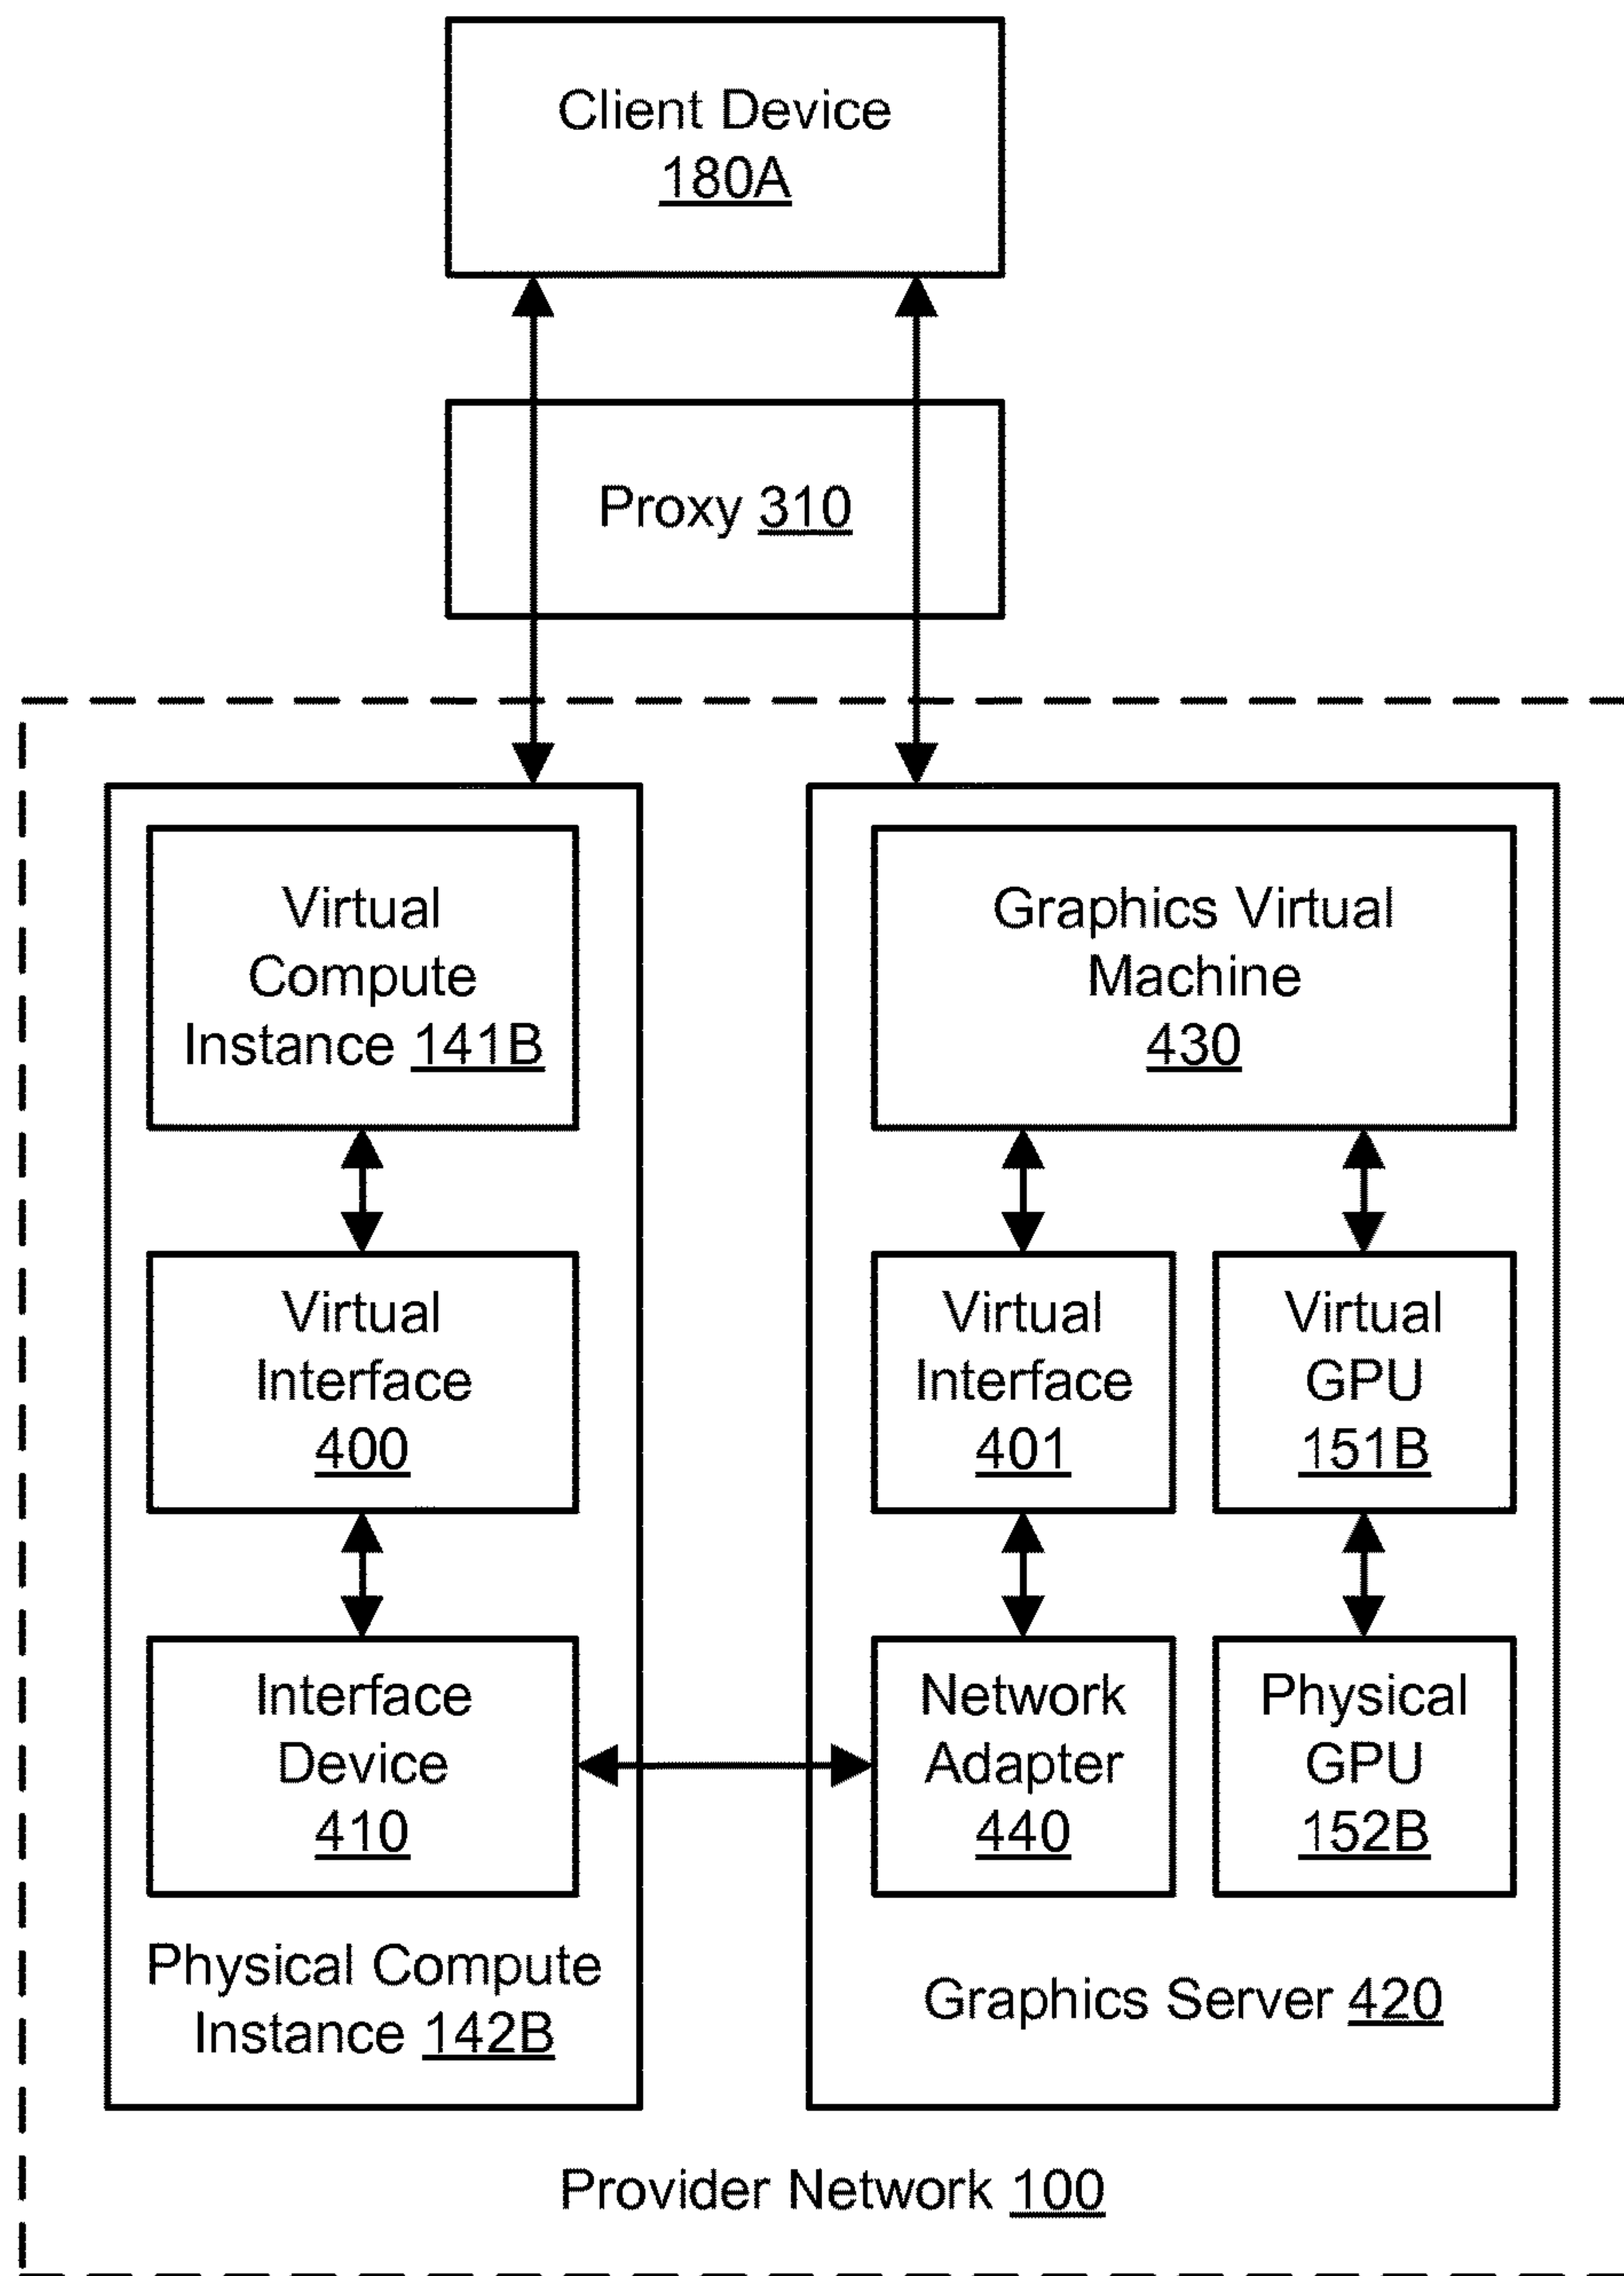 Client Device
180A
Proxy 310
Virtual
Compute
Instance 141B
Graphics Virtual
Machine
430
Virtual
Interface
400
Virtual
Interface
401
Virtual
GPU
151B
Interface
Device
410
Network
Adapter
440
Physical
GPU
152B
Physical Compute
Instance 142B
Graphics Server 420
Provider Network 100